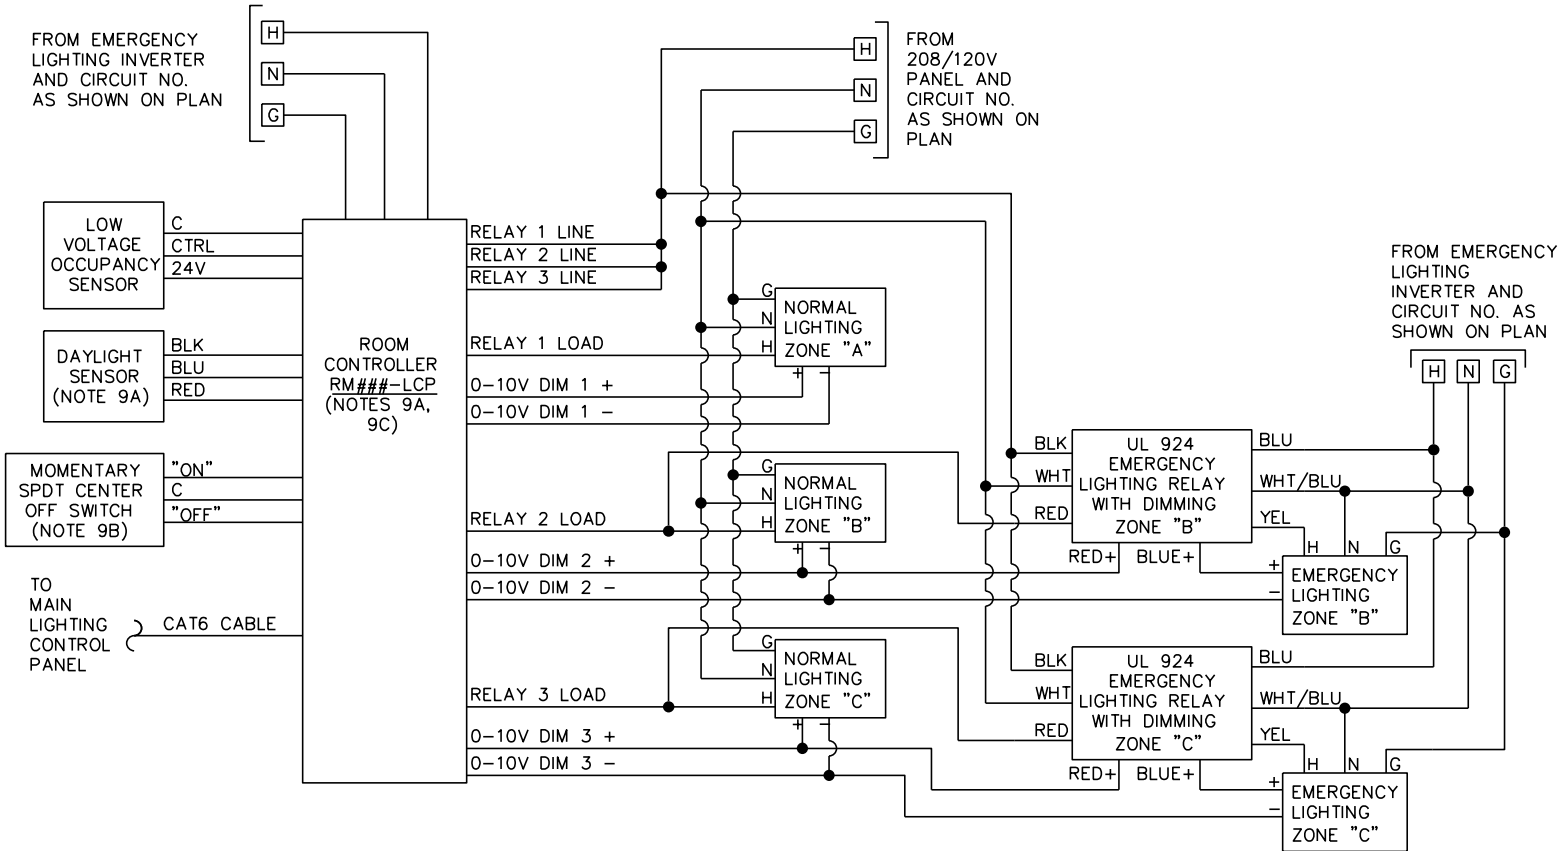 FROM EMERGENCY
LIGHTING INVERTER
AND CIRCUIT NO.
AS SHOWN ON PLAN
H
N
G
H
N
G
FROM
208/120V
PANEL AND
CIRCUIT NO.
AS SHOWN ON
PLAN
LOW
VOLTAGE
OCCUPANCY
SENSOR
C
CTRL
24V
DAYLIGHT
SENSOR
(NOTE 9A)
BLK
BLU
RED
MOMENTARY
SPDT CENTER
OFF SWITCH
(NOTE 9B)
"ON"
C
"OFF"
TO
MAIN
LIGHTING
CONTROL
PANEL
CAT6 CABLE
ROOM
CONTROLLER
RM###-LCP
(NOTES 9A,
9C)
RELAY 1 LINE
RELAY 2 LINE
RELAY 3 LINE
RELAY 1 LOAD
0-10V DIM 1 +
0-10V DIM 1 -
RELAY 2 LOAD
0-10V DIM 2 +
0-10V DIM 2 -
RELAY 3 LOAD
0-10V DIM 3 +
0-10V DIM 3 -
G
N
H
NORMAL
LIGHTING
ZONE "A"
+ -
G
N
H
NORMAL
LIGHTING
ZONE "B"
+ -
G
N
H
NORMAL
LIGHTING
ZONE "C"
+ -
FROM EMERGENCY
LIGHTING
INVERTER AND
CIRCUIT NO. AS
SHOWN ON PLAN
H N G
BLK
WHT
RED
UL 924
EMERGENCY
LIGHTING RELAY
WITH DIMMING
ZONE "B"
RED+ BLUE+
BLU
WHT/BLU
YEL
H N G
+
-
EMERGENCY
LIGHTING
ZONE "B"
BLK
WHT
RED
UL 924
EMERGENCY
LIGHTING RELAY
WITH DIMMING
ZONE "C"
RED+ BLUE+
BLU
WHT/BLU
YEL
H N G
+
-
EMERGENCY
LIGHTING
ZONE "C"